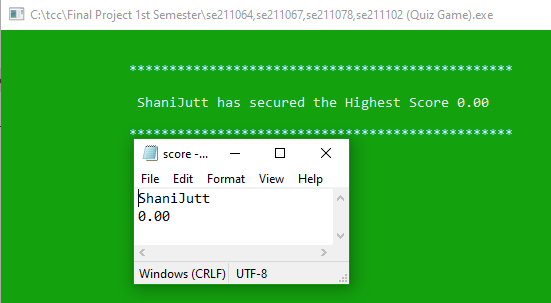 C:\tcc\Final Project 1st Semester\se211064,se211067,se211078,se211102 (Quiz Game).exe
************************************************
ShaniJutt has secured the Highest Score 0.00
************************************************
score -...
File Edit Format View Help
ShaniJutt
0.00
Windows (CRLF) UTF-8